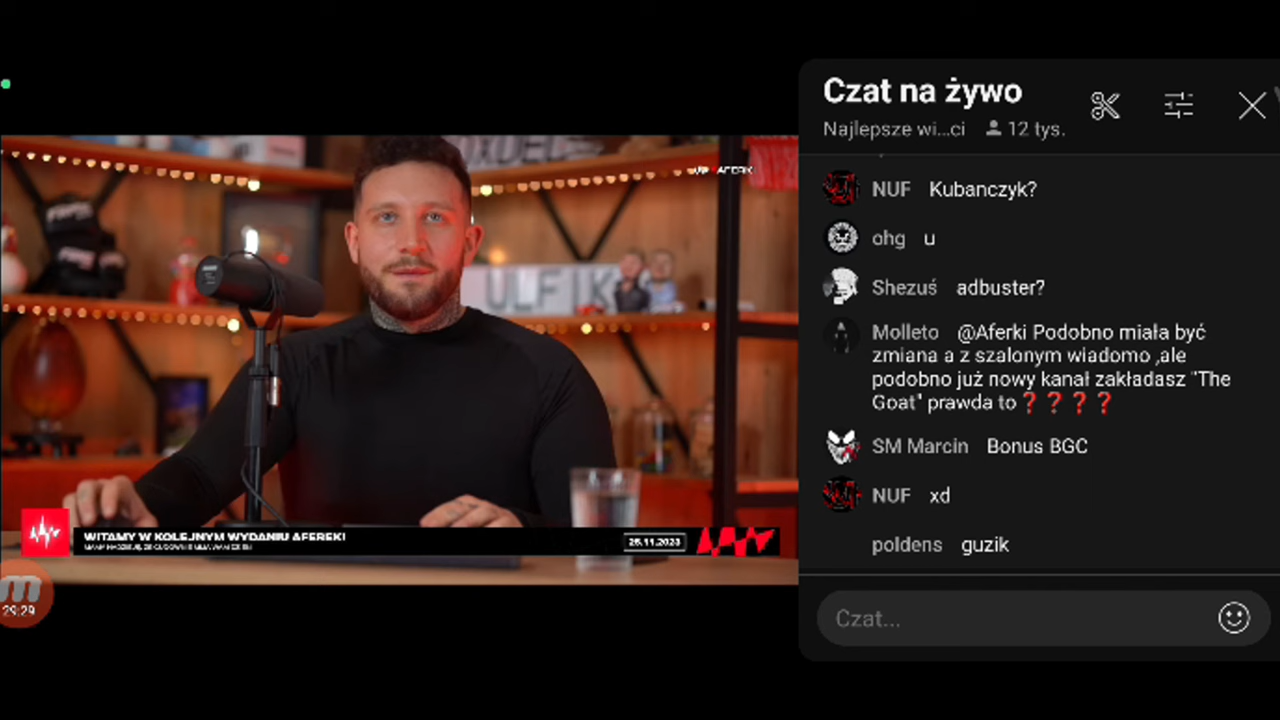 Czat na żywo
Najlepsze wi...ci 12 tys.
NUF Kubanczyk?
ohg u
Shezuś adbuster?
Molleto @Aferki Podobno miała być
zmiana a z szalonym wiadomo ,ale
podobno już nowy kanał zakładasz "The
Goat" prawda to❓❓❓❓
SM Marcin Bonus BGC
NUF xd
poldens guzik
Czat...
ULFIK
WITAMY W KOLEJNYM WYDANIU AFEREK!
25.11.2023
29:29